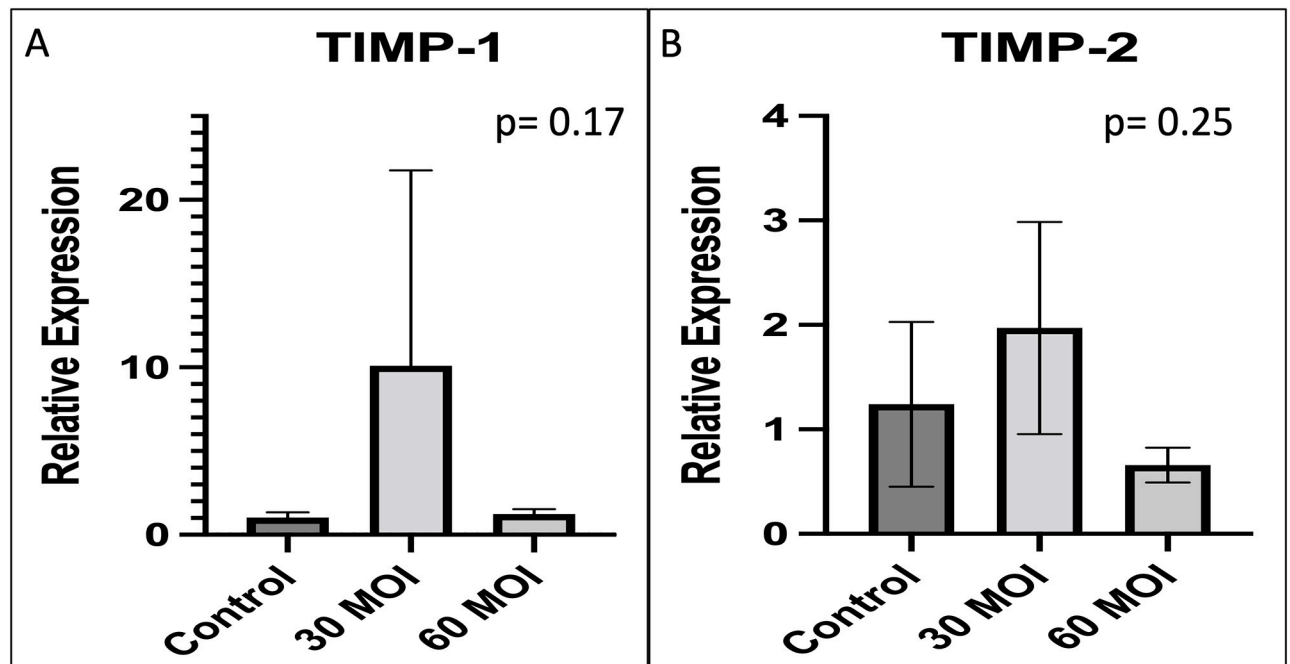 A
TIMP-1
p= 0.17
Relative Expression
20
10
0
Control
30 MOI
60 MOI
B
TIMP-2
p= 0.25
Relative Expression
4
3
2
1
0
Control
30 MOI
60 MOI